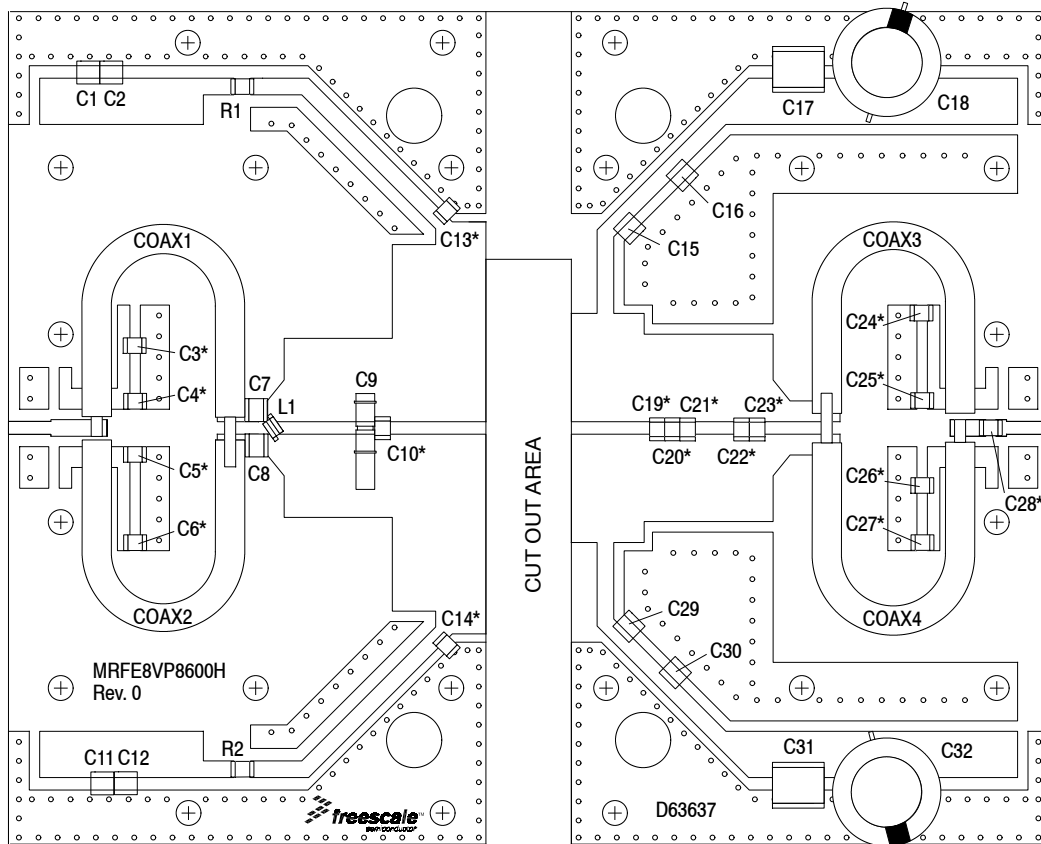 C1 C2
R1
C17
C18
C16
C15
C13*
COAX1
COAX3
C3*
C4*
C24*
C25*
C7
L1
C9
C10*
C19* C21*
C23*
C20*
C22*
C5*
C6*
C8
C26*
C28*
C27*
CUT OUT AREA
COAX2
COAX4
C14*
C29
C30
MRFE8VP8600H
Rev. 0
C11 C12
R2
C31
C32
freescale™
semiconductor
D63637